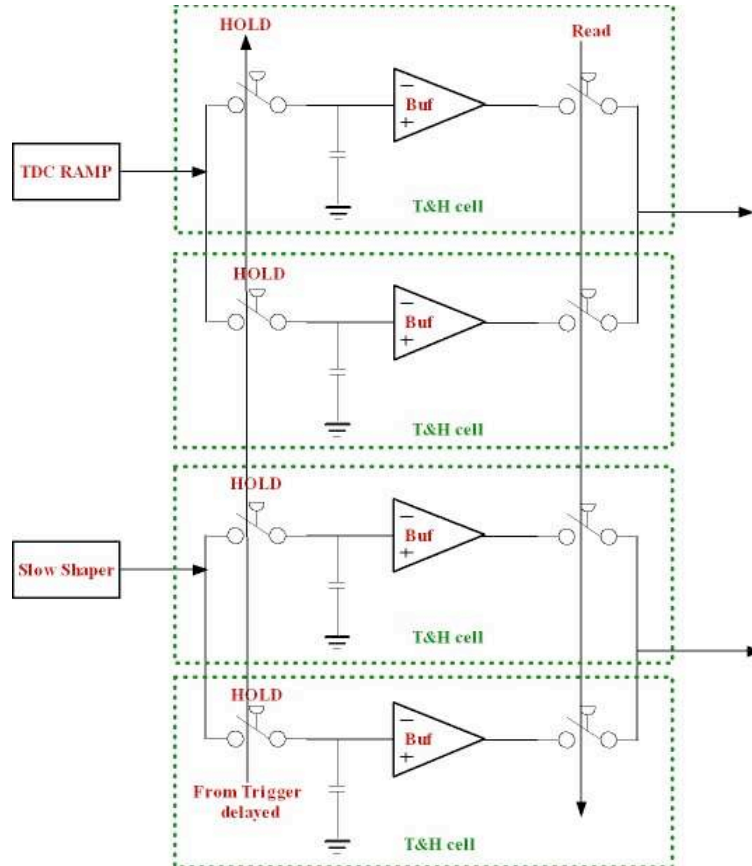 HOLD
Read
Buf
−
+
TDC RAMP
T&H cell
HOLD
Buf
−
+
T&H cell
HOLD
Buf
−
+
Slow Shaper
T&H cell
HOLD
Buf
−
+
From Trigger
delayed
T&H cell